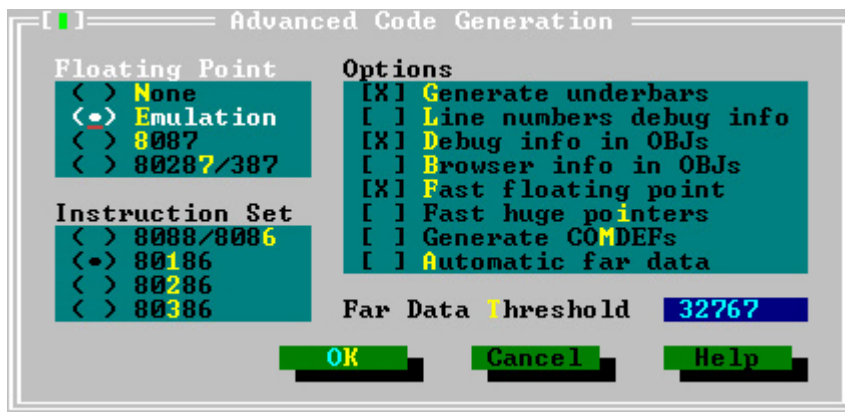 [■] Advanced Code Generation
Floating Point
( ) None
(•) Emulation
( ) 8087
( ) 80287/387
Instruction Set
( ) 8088/8086
(•) 80186
( ) 80286
( ) 80386
Options
[X] Generate underbars
[ ] Line numbers debug info
[X] Debug info in OBJs
[ ] Browser info in OBJs
[X] Fast floating point
[ ] Fast huge pointers
[ ] Generate COMDEFs
[ ] Automatic far data
Far Data Threshold 32767
OK Cancel Help